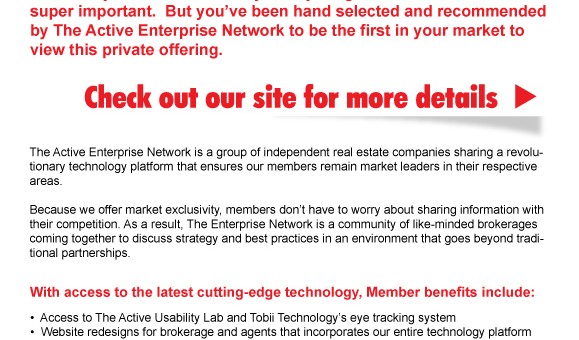 super important.  But you’ve been hand selected and recommended
by The Active Enterprise Network to be the first in your market to
view this private offering.
Check out our site for more details
The Active Enterprise Network is a group of independent real estate companies sharing a revolu-
tionary technology platform that ensures our members remain market leaders in their respective
areas.
Because we offer market exclusivity, members don’t have to worry about sharing information with
their competition. As a result, The Enterprise Network is a community of like-minded brokerages
coming together to discuss strategy and best practices in an environment that goes beyond tradi-
tional partnerships.
With access to the latest cutting-edge technology, Member benefits include:
•  Access to The Active Usability Lab and Tobii Technology’s eye tracking system
•  Website redesigns for brokerage and agents that incorporates our entire technology platform